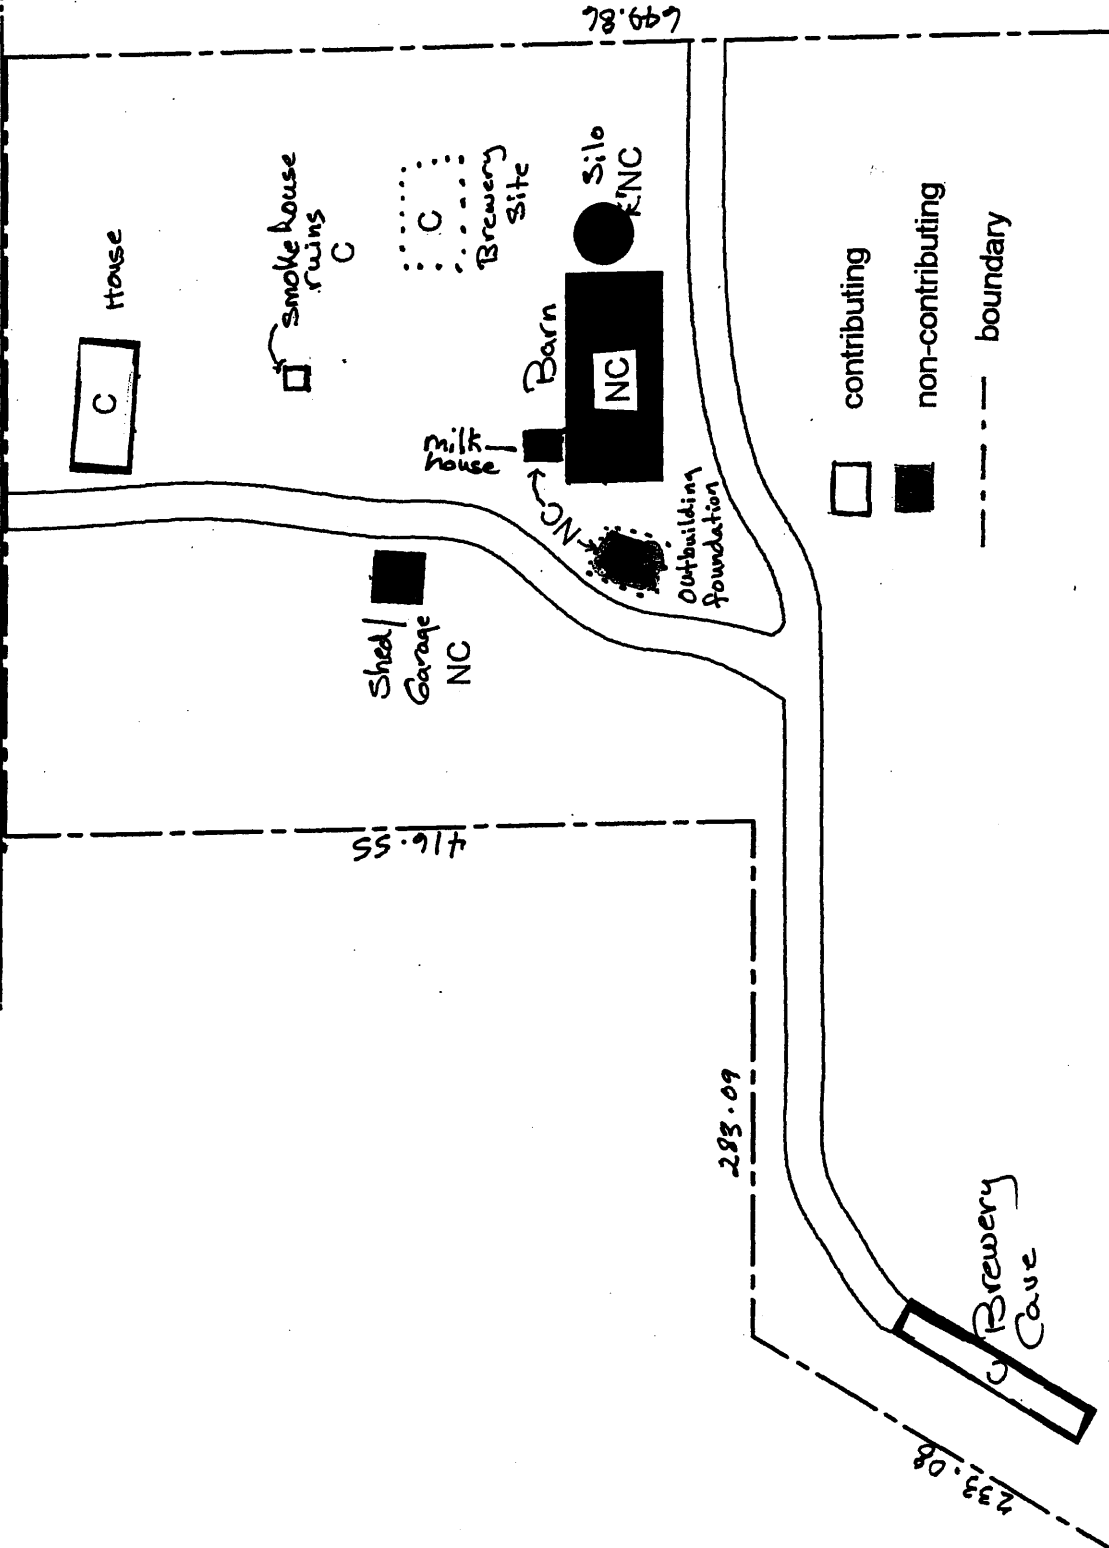 699.86
House
C
smokehouse
ruins
C
C
Brewery
Site
Silo
NC
Barn
NC
milk
house
NC
Outbuilding
foundation
Shed/
Garage
NC
416.55
283.09
233.08
C
Brewery
Cave
contributing
non-contributing
boundary